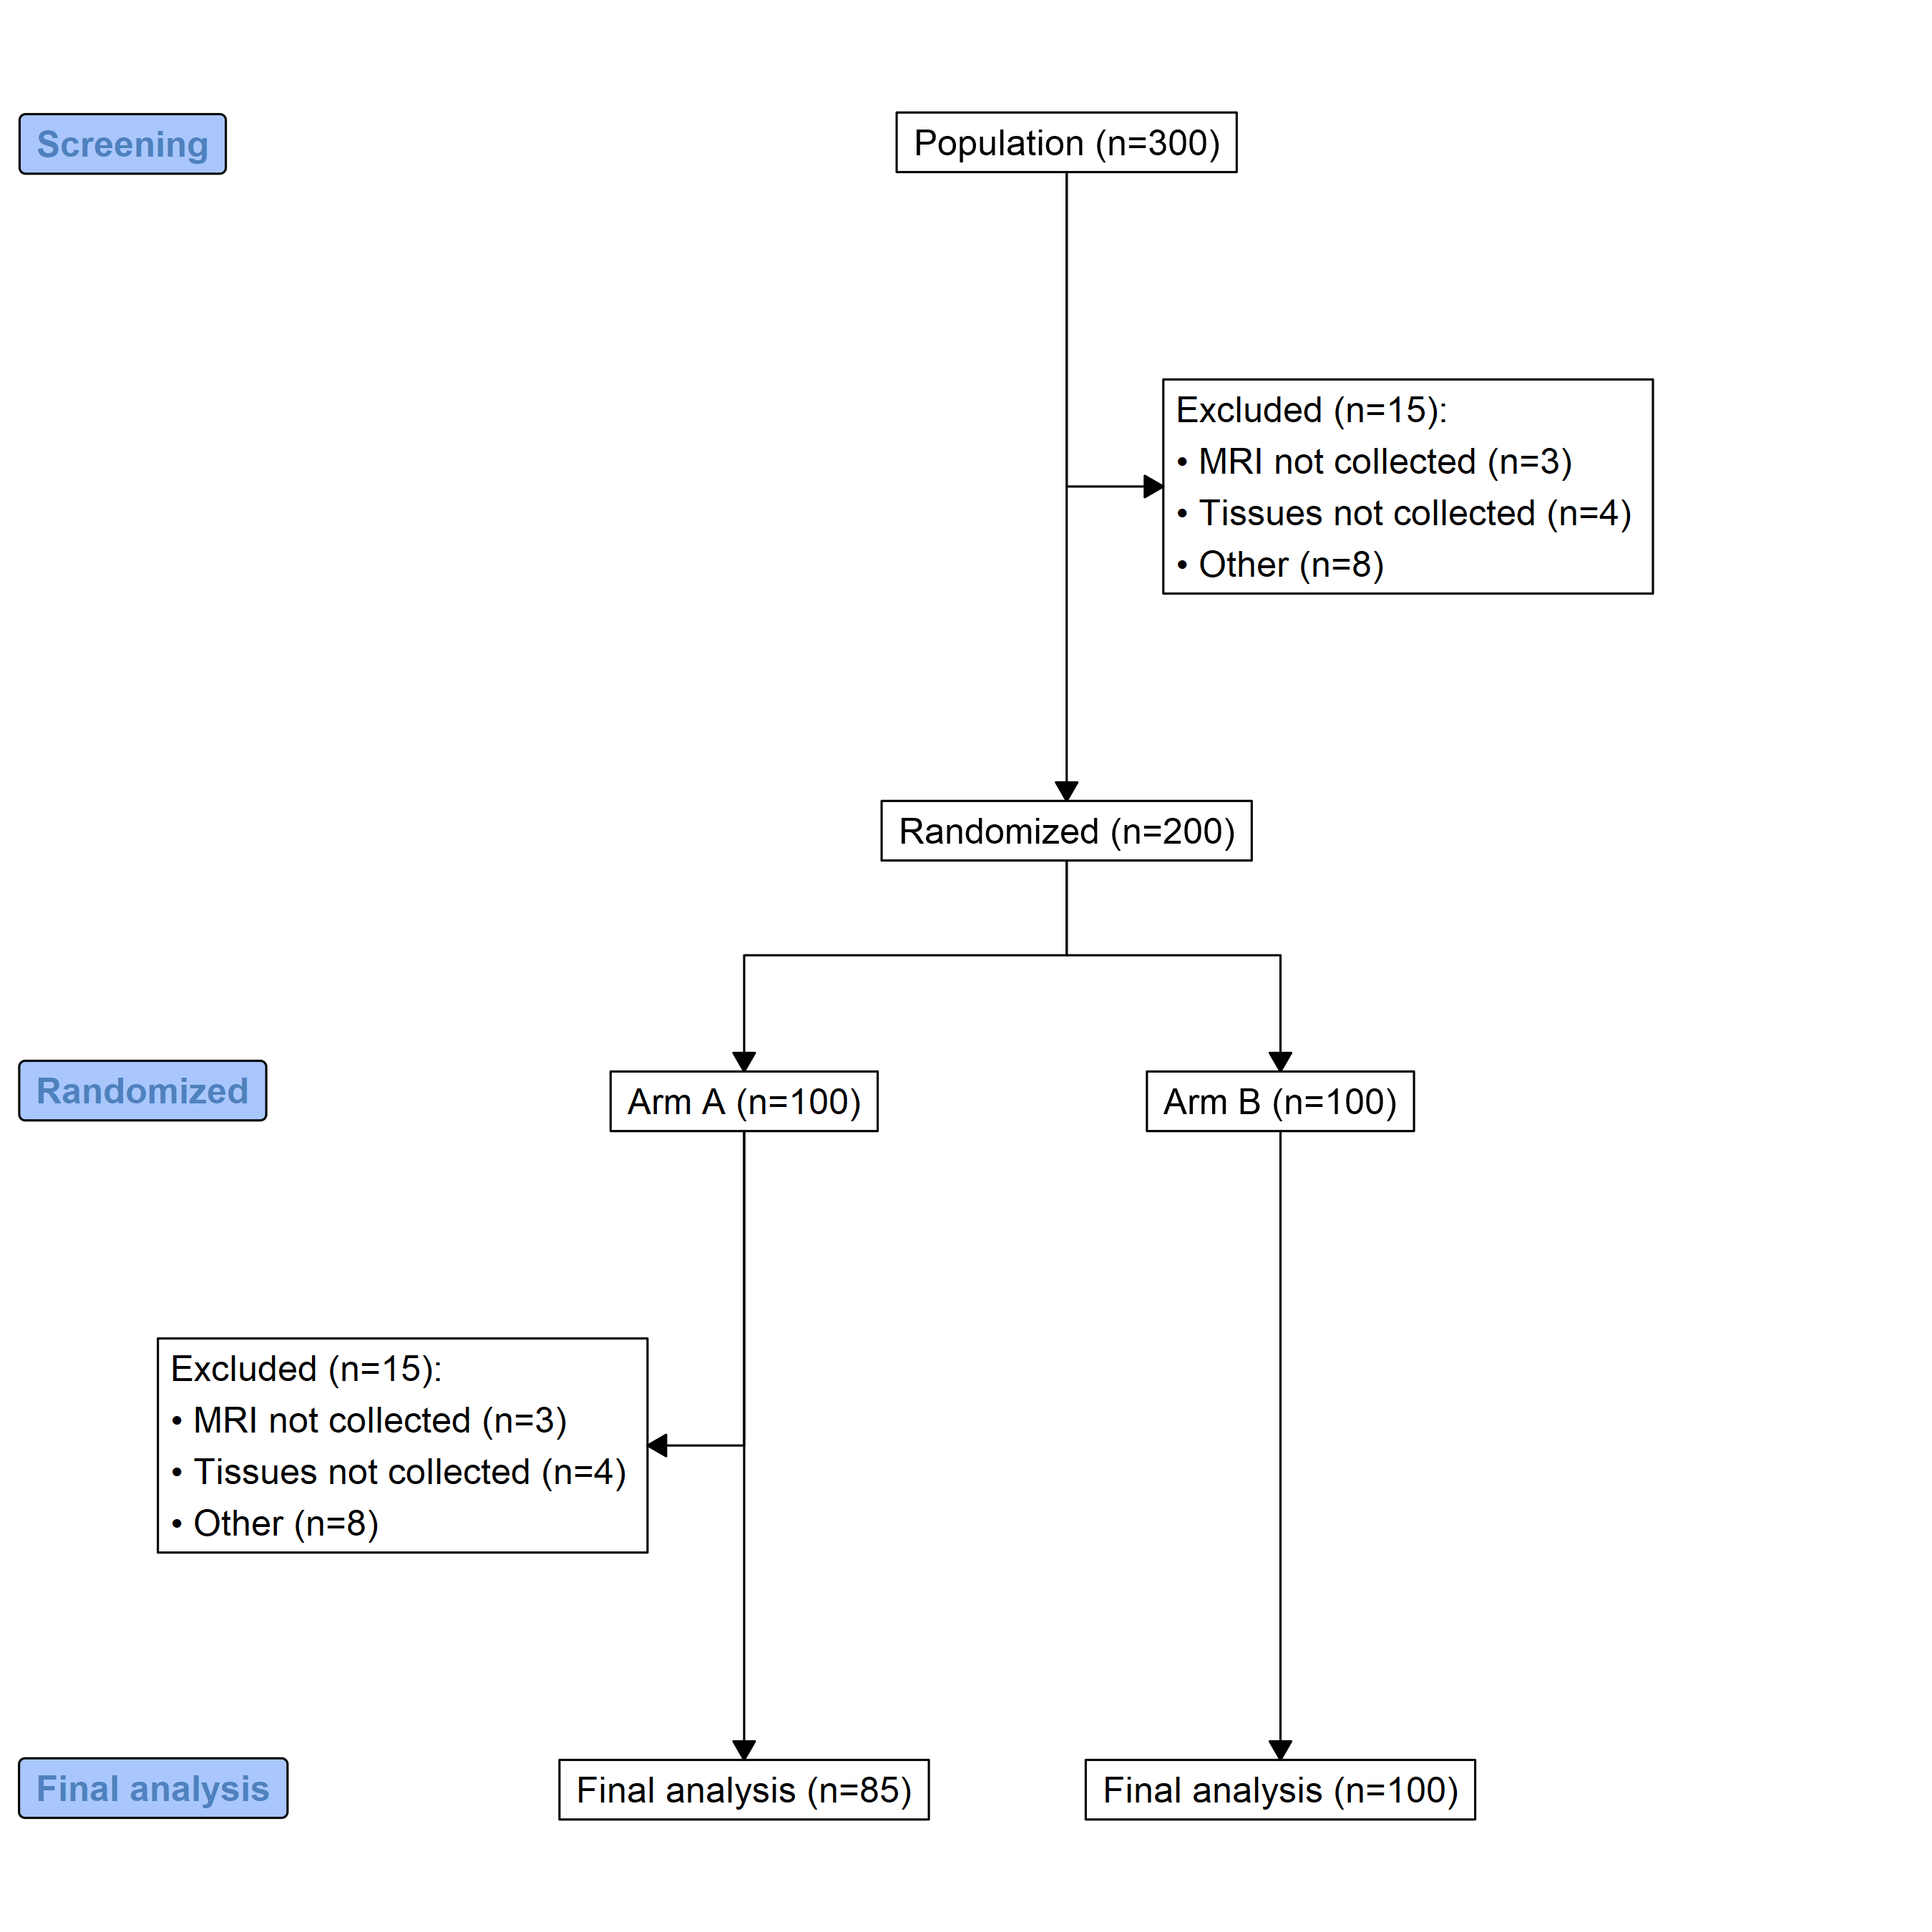 Screening
Population (n=300)
Excluded (n=15):
• MRI not collected (n=3)
• Tissues not collected (n=4)
• Other (n=8)
Randomized (n=200)
Randomized
Arm A (n=100)
Arm B (n=100)
Excluded (n=15):
• MRI not collected (n=3)
• Tissues not collected (n=4)
• Other (n=8)
Final analysis
Final analysis (n=85)
Final analysis (n=100)